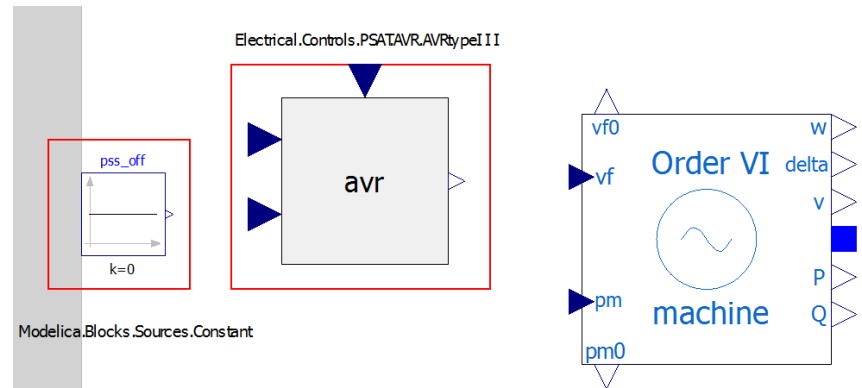 Electrical.Controls.PSAT.AVR.AVRtypeIII
pss_off
k=0
Modelica.Blocks.Sources.Constant
avr
vf0
vf
pm
pm0
Order VI
machine
w
delta
v
P
Q